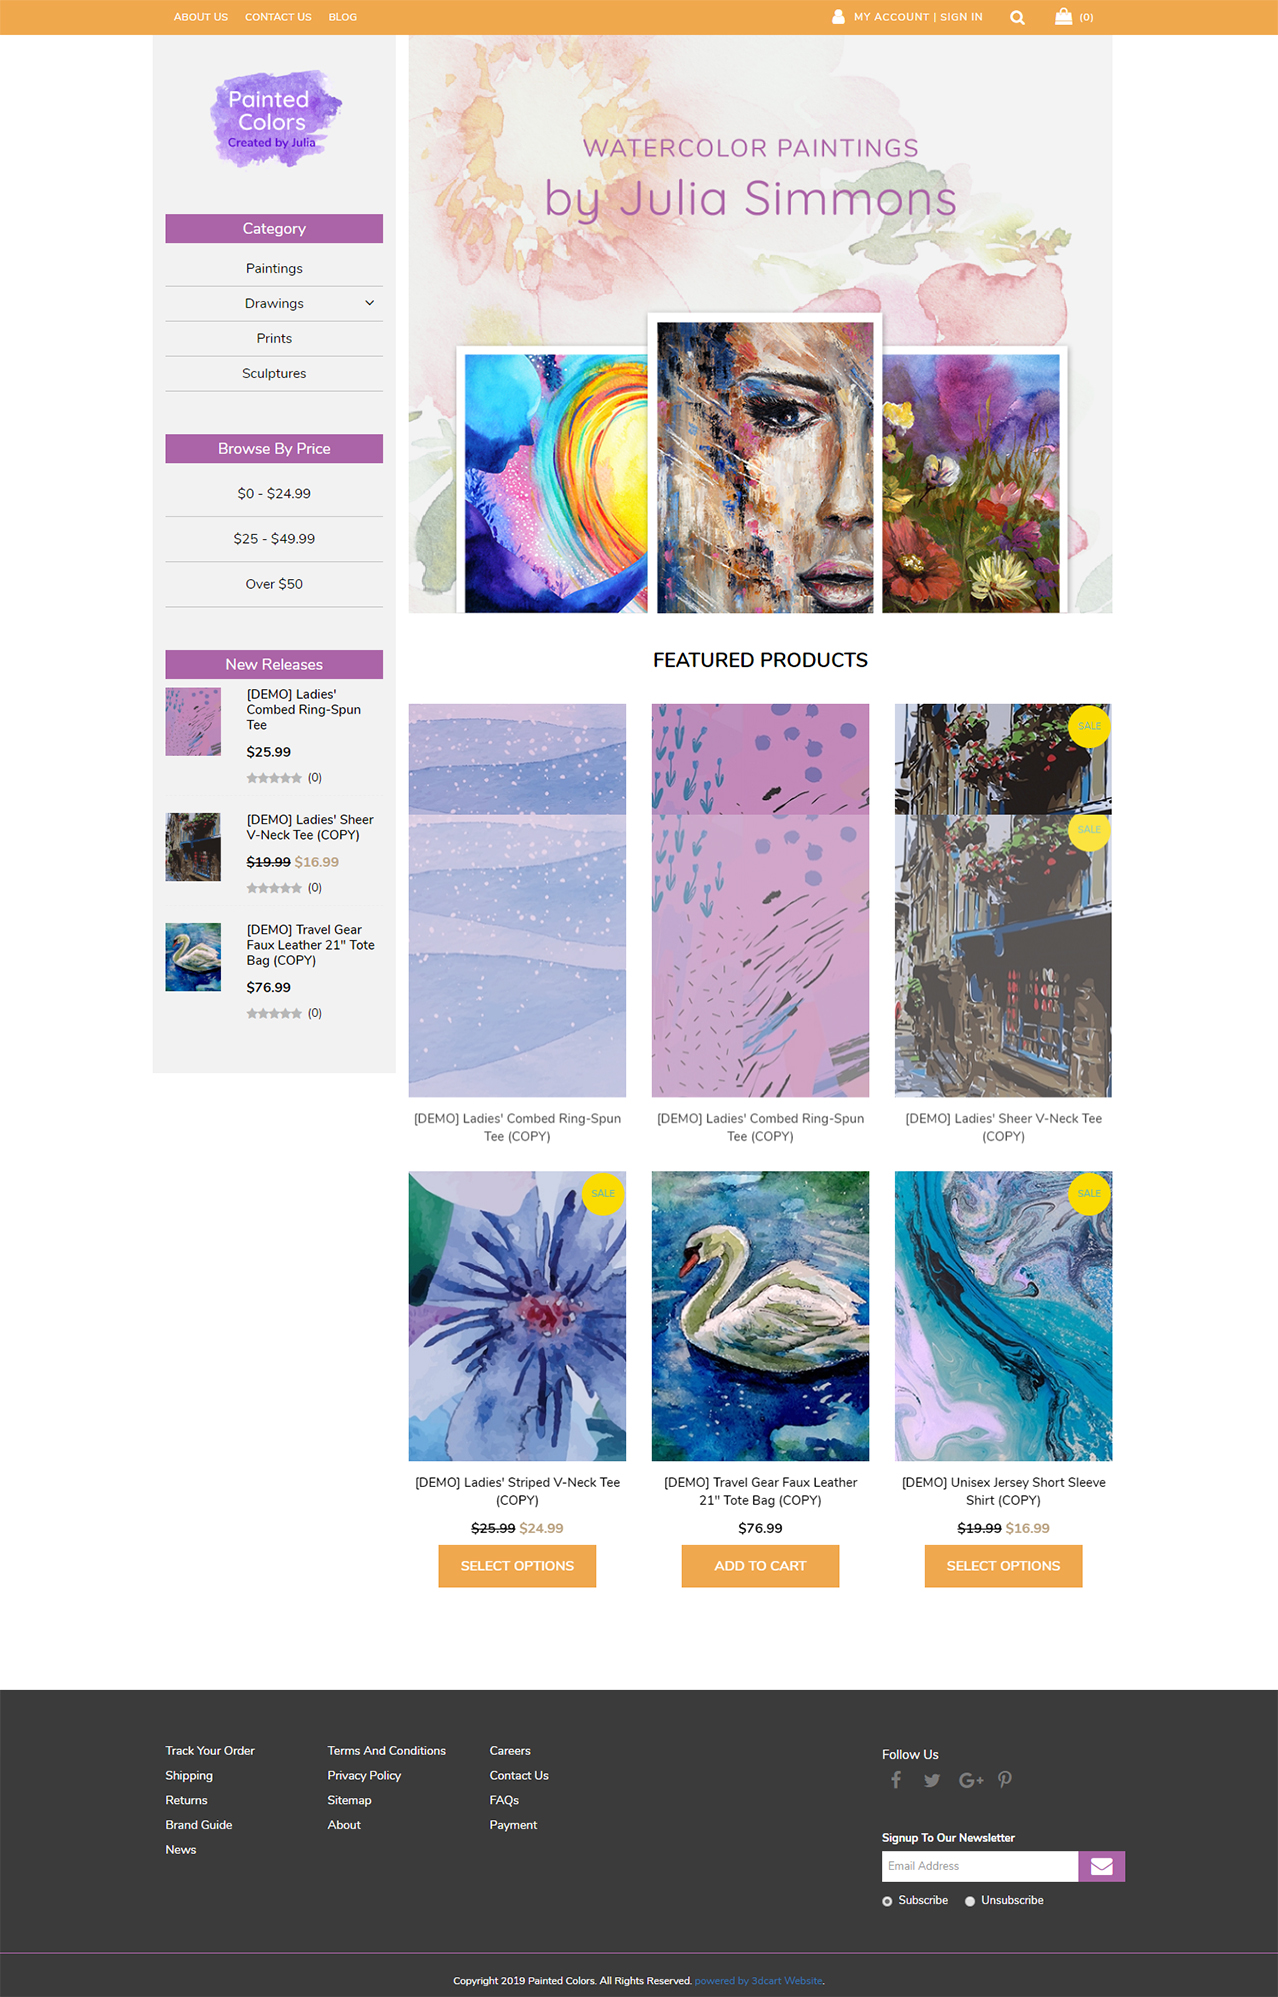 ABOUT US CONTACT US BLOG
MY ACCOUNT | SIGN IN (0)
Painted
Colors
Created by Julia
Category
Paintings
Drawings
Prints
Sculptures
Browse By Price
$0 - $24.99
$25 - $49.99
Over $50
New Releases
[DEMO] Ladies'
Combed Ring-Spun
Tee
$25.99
(0)
[DEMO] Ladies' Sheer
V-Neck Tee (COPY)
$19.99 $16.99
(0)
[DEMO] Travel Gear
Faux Leather 21" Tote
Bag (COPY)
$76.99
(0)
WATERCOLOR PAINTINGS
by Julia Simmons
FEATURED PRODUCTS
SALE
SALE
[DEMO] Ladies' Combed Ring-Spun
Tee (COPY)
[DEMO] Ladies' Combed Ring-Spun
Tee (COPY)
[DEMO] Ladies' Sheer V-Neck Tee
(COPY)
SALE
[DEMO] Ladies' Striped V-Neck Tee
(COPY)
$25.99 $24.99
SELECT OPTIONS
[DEMO] Travel Gear Faux Leather
21" Tote Bag (COPY)
$76.99
ADD TO CART
SALE
[DEMO] Unisex Jersey Short Sleeve
Shirt (COPY)
$19.99 $16.99
SELECT OPTIONS
Track Your Order
Shipping
Returns
Brand Guide
News
Terms And Conditions
Privacy Policy
Sitemap
About
Careers
Contact Us
FAQs
Payment
Follow Us
Signup To Our Newsletter
Email Address
Subscribe Unsubscribe
Copyright 2019 Painted Colors. All Rights Reserved. powered by 3dcart Website.